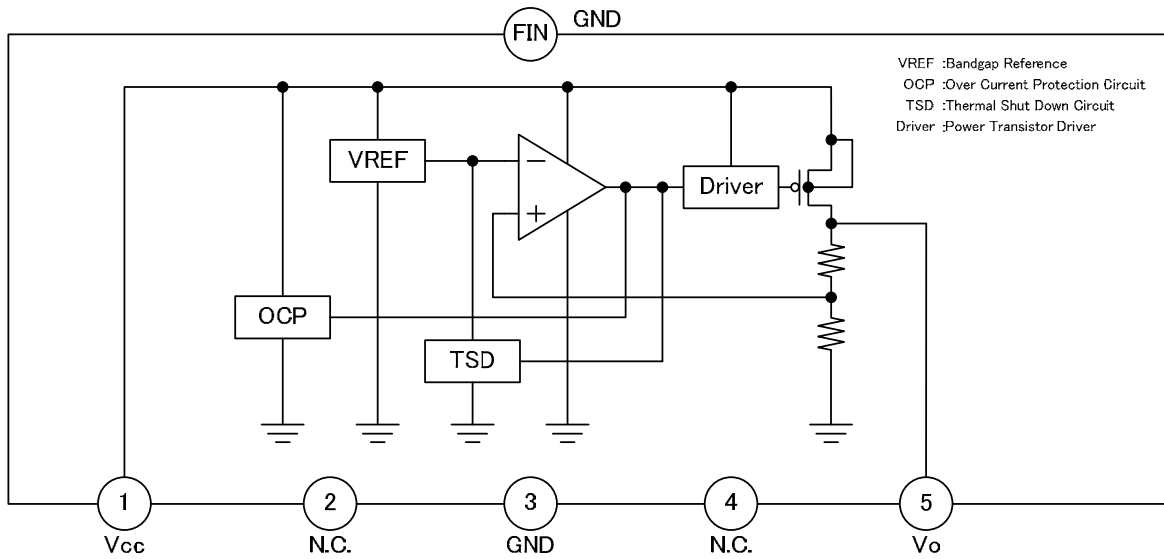 FIN GND
VREF :Bandgap Reference
OCP :Over Current Protection Circuit
TSD :Thermal Shut Down Circuit
Driver :Power Transistor Driver
VREF
−
+
Driver
OCP
TSD
1 2 3 4 5
Vcc N.C. GND N.C. Vo